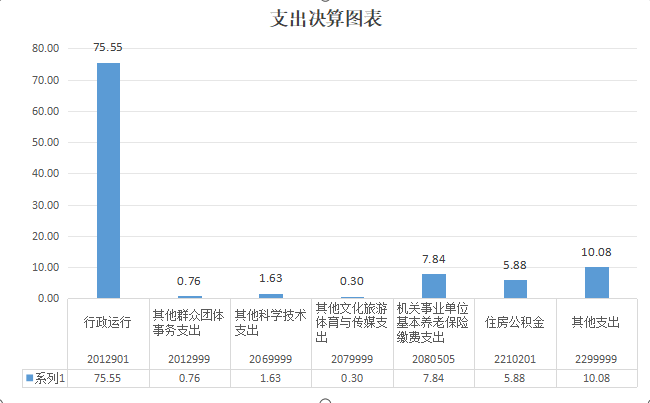 支出决算图表
80.00
70.00
60.00
50.00
40.00
30.00
20.00
10.00
0.00
75.55
0.76
1.63
0.30
7.84
5.88
10.08
行政运行
其他群众团体
事务支出
其他科学技术
支出
其他文化旅游
体育与传媒支
出
机关事业单位
基本养老保险
缴费支出
住房公积金
其他支出
2012901 2012999 2069999 2079999 2080505 2210201 2299999
系列1 75.55 0.76 1.63 0.30 7.84 5.88 10.08